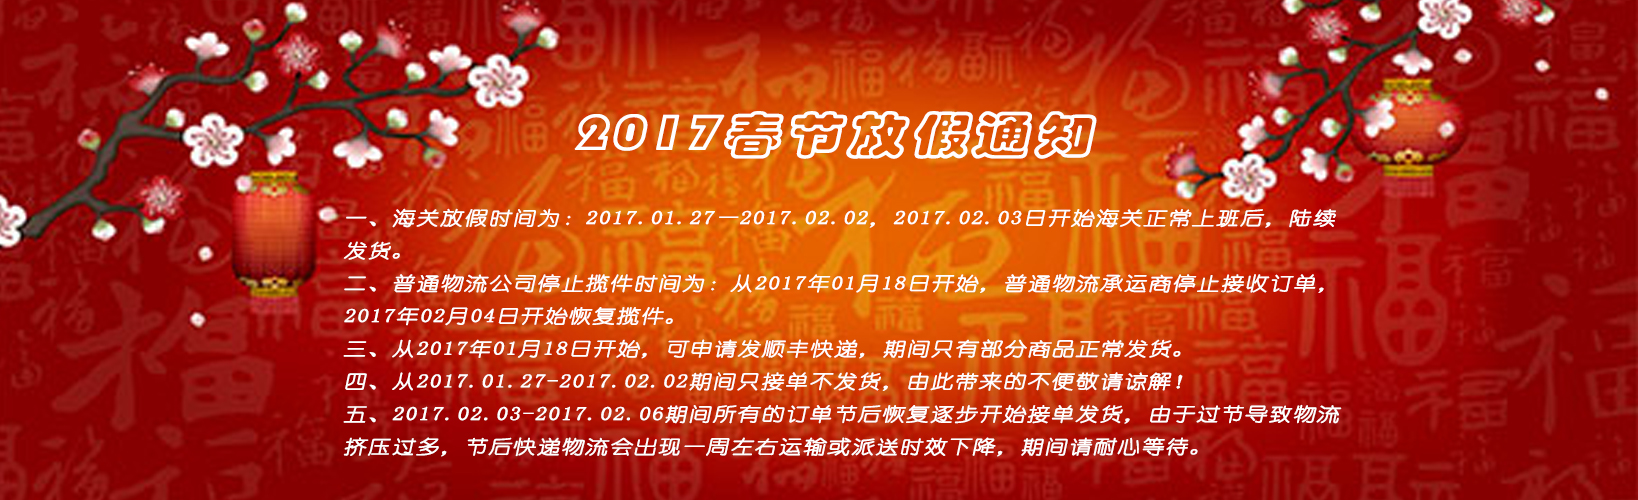 2017春节放假通知
一、海关放假时间为：2017.01.27—2017.02.02，2017.02.03日开始海关正常上班后，陆续
发货。
二、普通物流公司停止揽件时间为：从2017年01月18日开始，普通物流承运商停止接收订单，
2017年02月04日开始恢复揽件。
三、从2017年01月18日开始，可申请发顺丰快递，期间只有部分商品正常发货。
四、从2017.01.27-2017.02.02期间只接单不发货，由此带来的不便敬请谅解！
五、2017.02.03-2017.02.06期间所有的订单节后恢复逐步开始接单发货，由于过节导致物流
挤压过多，节后快递物流会出现一周左右运输或派送时效下降，期间请耐心等待。